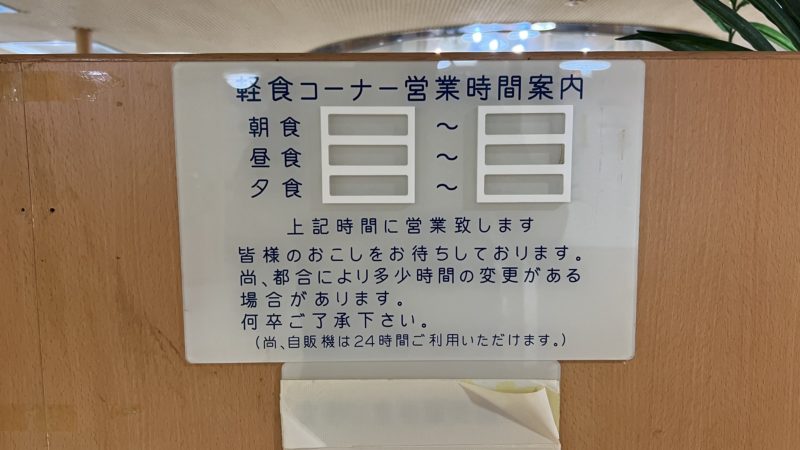 軽食コーナー営業時間案内
朝食 ~
昼食 ~
夕食 ~
上記時間に営業致します
皆様のおこしをお待ちしております。
尚、都合により多少時間の変更がある
場合があります。
何卒ご了承下さい。
(尚、自販機は24時間ご利用いただけます。)